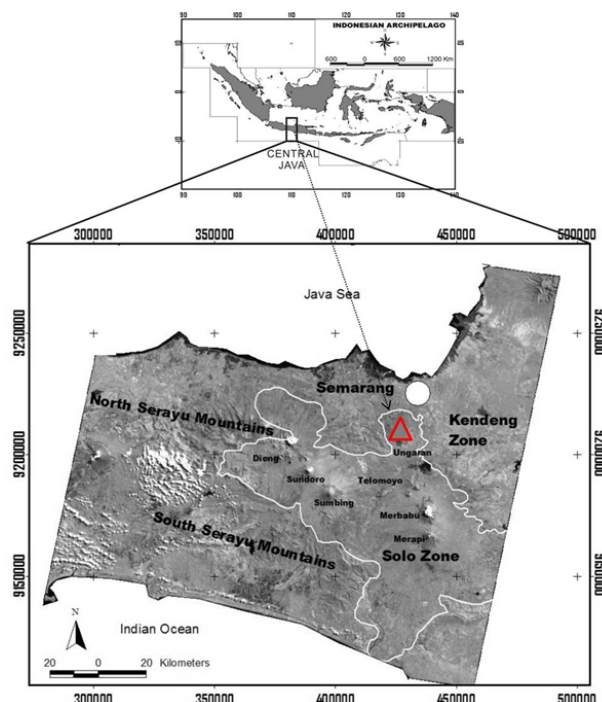 90 100 110 120 130 140
INDONESIAN ARCHIPELAGO
600 0 600 1200 Km
CENTRAL
JAVA
90 100 110 120 130 140
300000 350000 400000 450000 500000
Java Sea
9250000 9250000
Semarang
North Serayu Mountains
Kendeng
Zone
9200000 9200000
Ungaran
Dieng
Sundoro
Telomoyo
Sumbing
Merbabu
South Serayu Mountains
Merapi
Solo Zone
9150000 9150000
N
Indian Ocean
20 0 20 Kilometers
300000 350000 400000 450000 500000